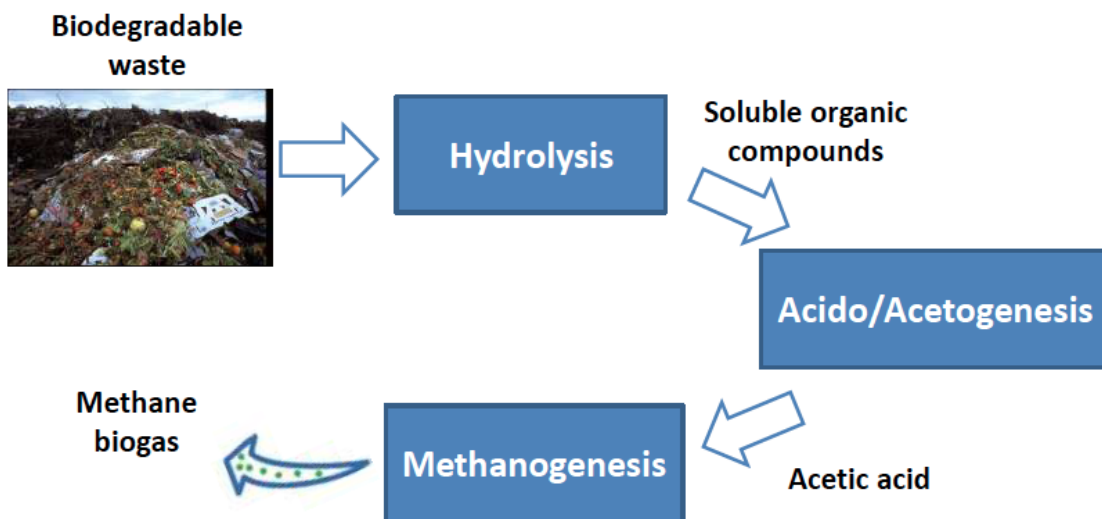 Biodegradable
waste
Hydrolysis
Soluble organic
compounds
Acido/Acetogenesis
Acetic acid
Methanogenesis
Methane
biogas